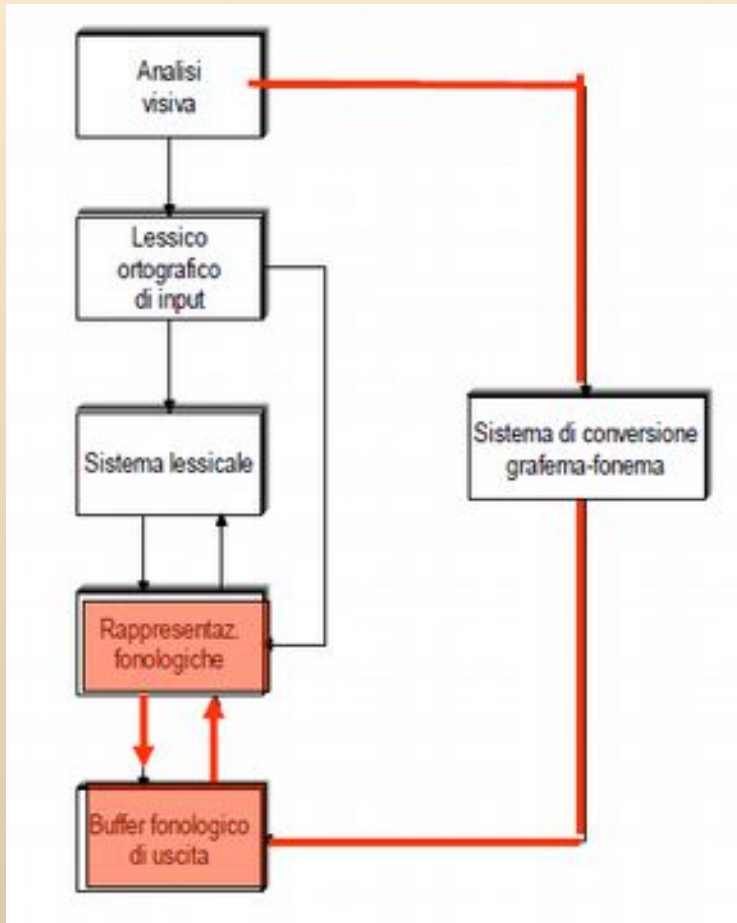 Analisi
visiva
Lessico
ortografico
di input
Sistema lessicale
Sistema di conversione
grafema-fonema
Rappresentaz.
fonologiche
Buffer fonologico
di uscita